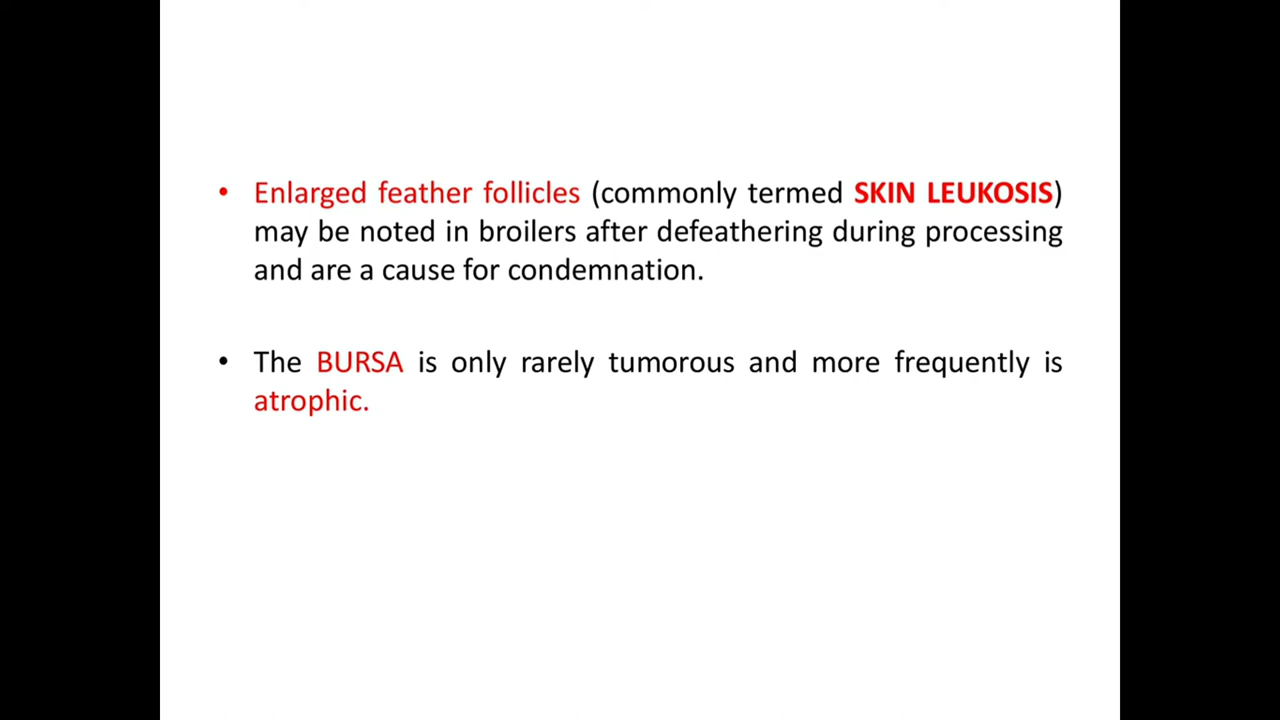 • Enlarged feather follicles (commonly termed SKIN LEUKOSIS)
may be noted in broilers after defeathering during processing
and are a cause for condemnation.
• The BURSA is only rarely tumorous and more frequently is
atrophic.